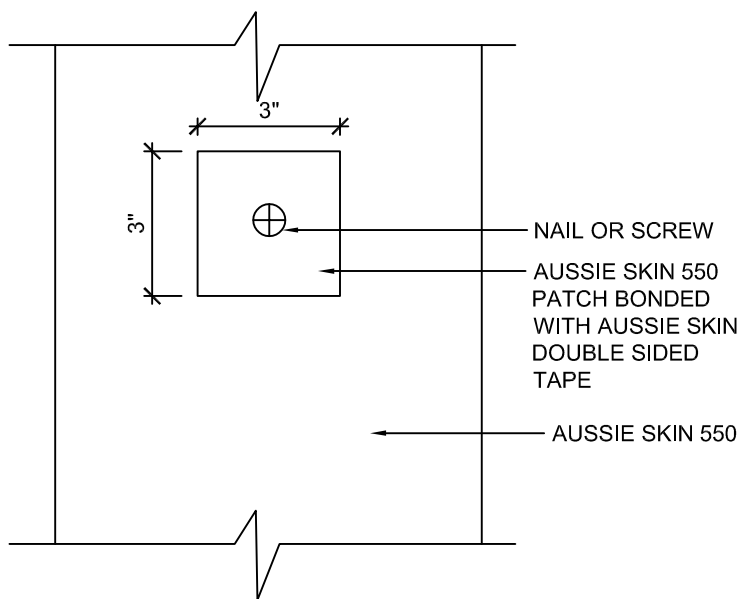 3"
3"
NAIL OR SCREW
AUSSIE SKIN 550
PATCH BONDED
WITH AUSSIE SKIN
DOUBLE SIDED
TAPE
AUSSIE SKIN 550